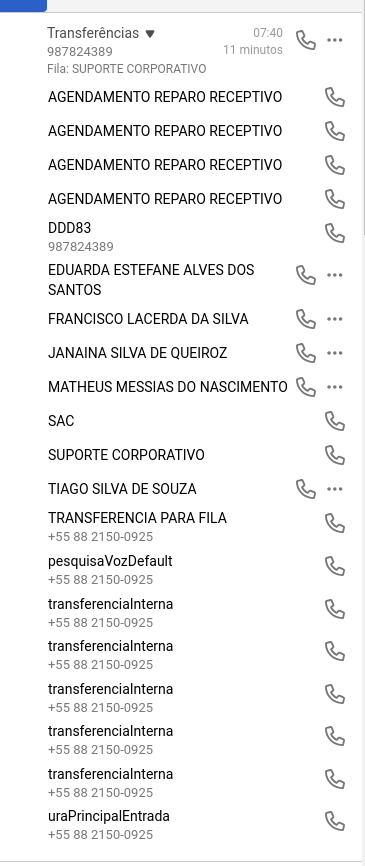 Transferências ▼ 07:40
987824389 11 minutos
Fila: SUPORTE CORPORATIVO
AGENDAMENTO REPARO RECEPTIVO
AGENDAMENTO REPARO RECEPTIVO
AGENDAMENTO REPARO RECEPTIVO
AGENDAMENTO REPARO RECEPTIVO
DDD83
987824389
EDUARDA ESTEFANE ALVES DOS
SANTOS
FRANCISCO LACERDA DA SILVA
JANAINA SILVA DE QUEIROZ
MATHEUS MESSIAS DO NASCIMENTO
SAC
SUPORTE CORPORATIVO
TIAGO SILVA DE SOUZA
TRANSFERENCIA PARA FILA
+55 88 2150-0925
pesquisaVozDefault
+55 88 2150-0925
transferenciaInterna
+55 88 2150-0925
transferenciaInterna
+55 88 2150-0925
transferenciaInterna
+55 88 2150-0925
transferenciaInterna
+55 88 2150-0925
transferenciaInterna
+55 88 2150-0925
uraPrincipalEntrada
+55 88 2150-0925